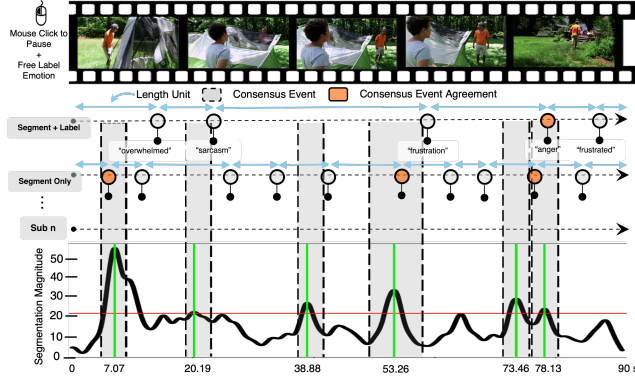 Mouse Click to
Pause
+
Free Label
Emotion
Length Unit
Consensus Event
Consensus Event Agreement
Segment + Label
"overwhelmed"
"sarcasm"
"frustration"
"anger"
"frustrated"
Segment Only
Sub n
Segmentation Magnitude
50
40
30
20
10
0
0
7.07
20.19
38.88
53.26
73.46
78.13
90 s